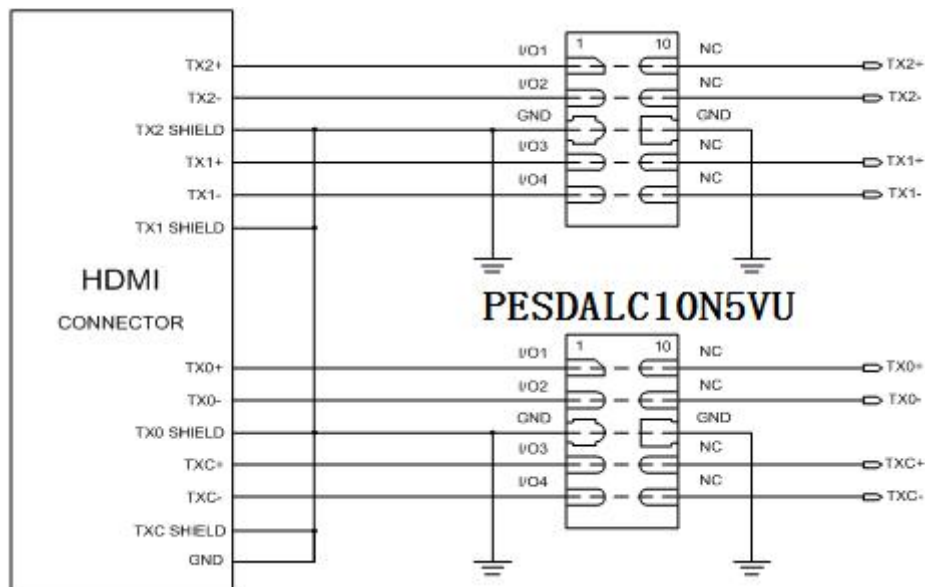 I/O1 1 10 NC
TX2+ TX2+
I/O2 NC
TX2- TX2-
GND GND
TX2 SHIELD
I/O3 NC
TX1+ TX1+
I/O4 NC
TX1- TX1-
TX1 SHIELD
HDMI
CONNECTOR
PESDALC10N5VU
I/O1 1 10 NC
TX0+ TX0+
I/O2 NC
TX0- TX0-
GND GND
TX0 SHIELD
I/O3 NC
TXC+ TXC+
I/O4 NC
TXC- TXC-
TXC SHIELD
GND